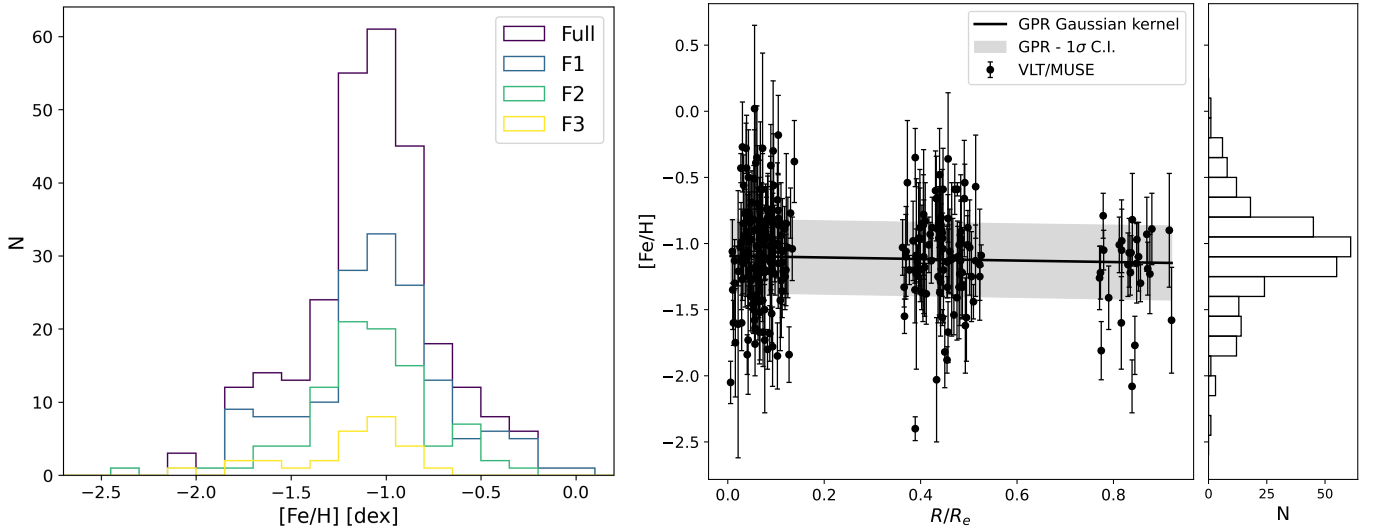 60
50
40
30
20
10
0
N
−2.5 −2.0 −1.5 −1.0 −0.5 0.0
[Fe/H] [dex]
Full
F1
F2
F3
0.5
0.0
−0.5
−1.0
−1.5
−2.0
−2.5
[Fe/H]
GPR Gaussian kernel
GPR - 1σ C.I.
VLT/MUSE
0.0 0.2 0.4 0.6 0.8
R/Re
0 25 50
N